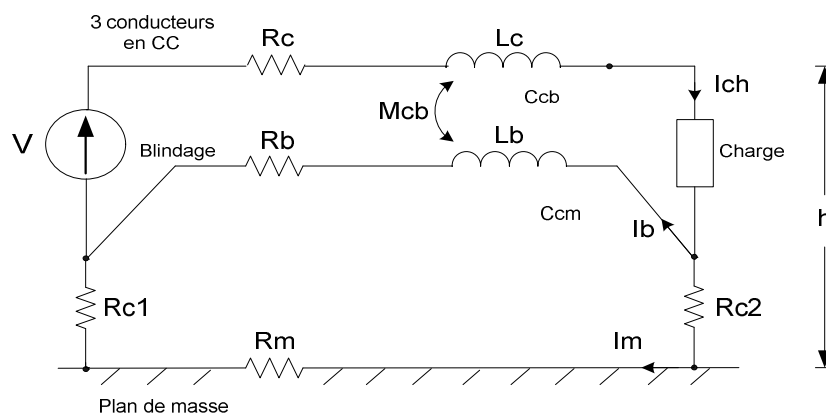 3 conducteurs
en CC
Rc
Lc
Ich
Mcb
Ccb
V
Blindage
Rb
Lb
Charge
h
Ccm
Ib
Rc1
Rm
Im
Rc2
Plan de masse